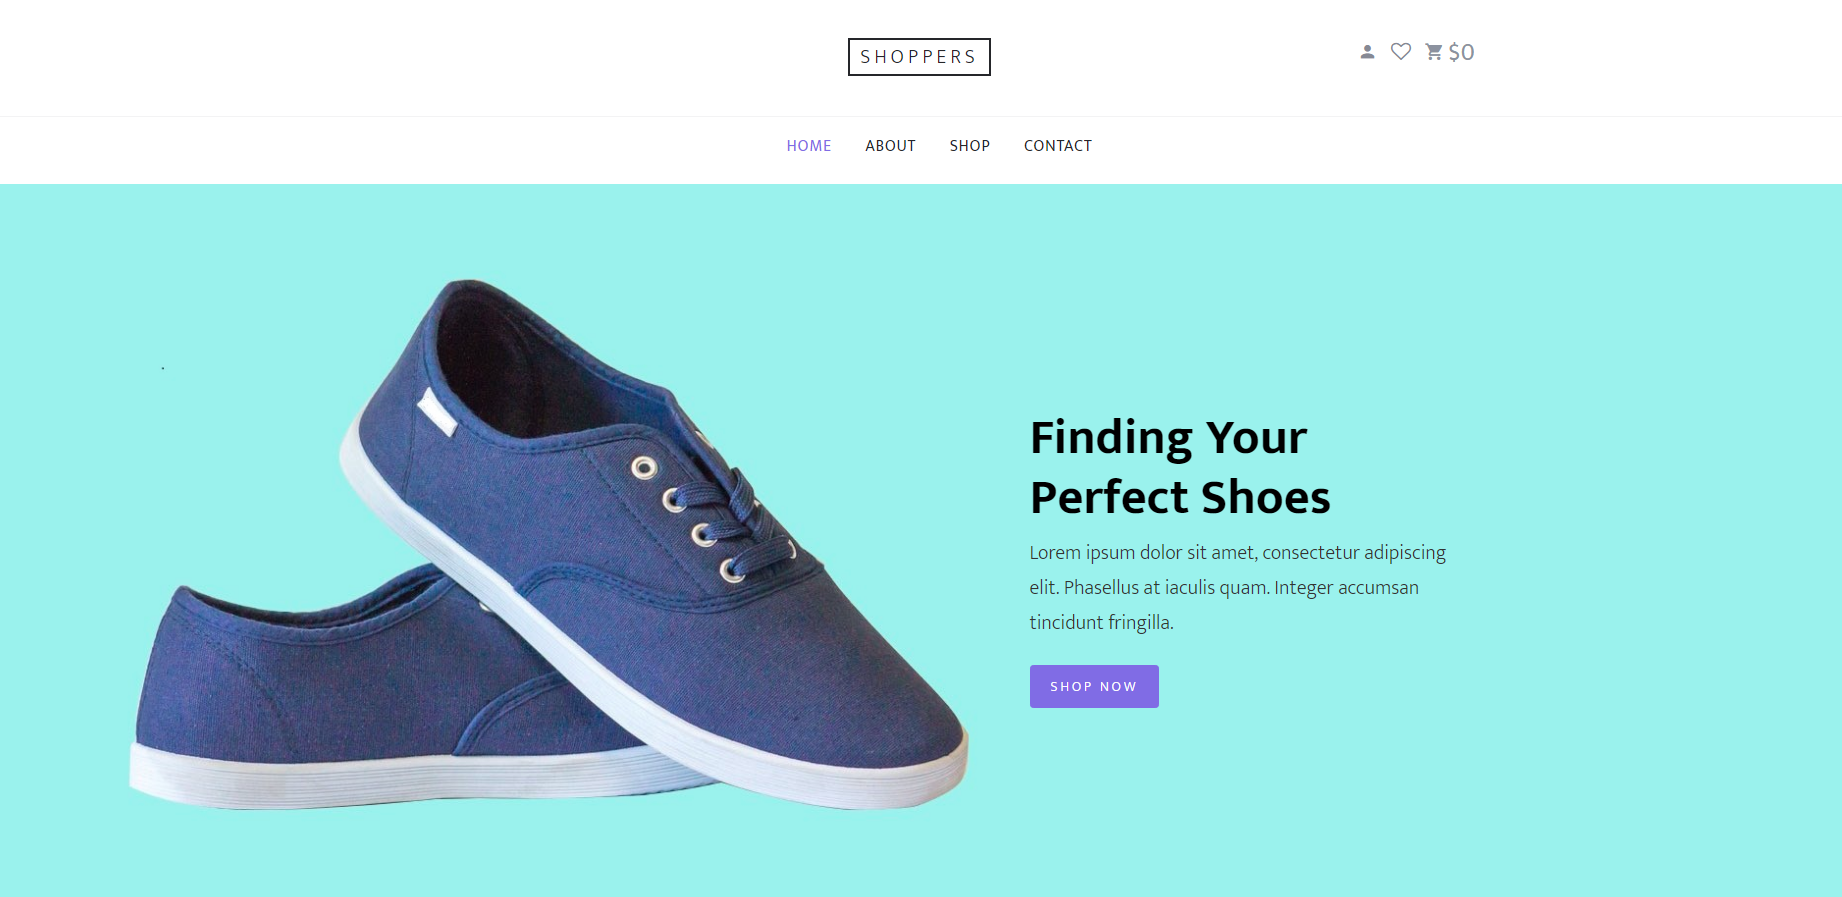 SHOPPERS
$0
HOME ABOUT SHOP CONTACT
Finding Your
Perfect Shoes
Lorem ipsum dolor sit amet, consectetur adipiscing
elit. Phasellus at iaculis quam. Integer accumsan
tincidunt fringilla.
SHOP NOW